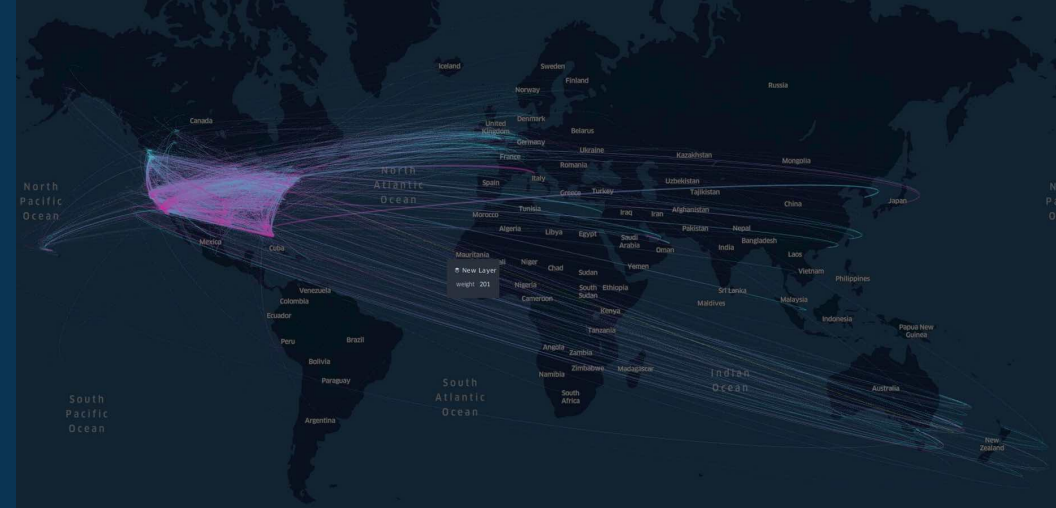 Iceland
Sweden
Finland
Russia
Norway
Canada
United
Kingdom
Denmark
Belarus
Germany
Ukraine
France
Kazakhstan
Mongolia
Romania
North
Atlantic
Ocean
Italy
Spain
Uzbekistan
North
Pacific
Ocean
Greece
Turkey
Tajikistan
China
Japan
Morocco
Tunisia
Iraq
Iran
Afghanistan
Algeria
Libya
Egypt
Pakistan
Nepal
Mexico
Cuba
Saudi
Arabia
Oman
India
Bangladesh
Mauritania
Niger
Chad
Sudan
Yemen
Laos
Vietnam
Philippines
New Layer
weight 201
Nigeria
South
Sudan
Ethiopia
Venezuela
Colombia
Cameroon
Sri Lanka
Maldives
Malaysia
Ecuador
Kenya
Indonesia
Papua New
Guinea
Peru
Brazil
Tanzania
Angola
Zambia
Bolivia
Namibia
Zimbabwe
Madagascar
Indian
Ocean
Paraguay
South
Atlantic
Ocean
South
Africa
Australia
South
Pacific
Ocean
Argentina
New
Zealand